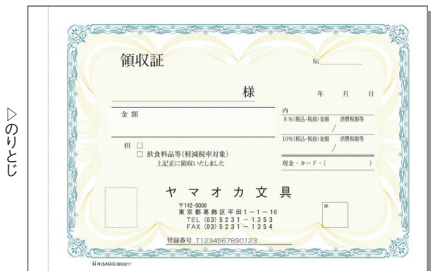 ▷のりとじ
領収証
No.
様
年 月 日
金額
内
8%(税込・税抜)金額 消費税額等
/
10%(税込・税抜)金額 消費税額等
/
但 □
□ 飲食料品等(軽減税率対象)
上記正に領収いたしました
現金・カード・( )
ヤマオカ文具
〒142-0000
東京都葛飾区平田1-1-10
TEL (03)5231-1353
FAX (03)5231-1354
登録番号 T1234567890123
HISAGO